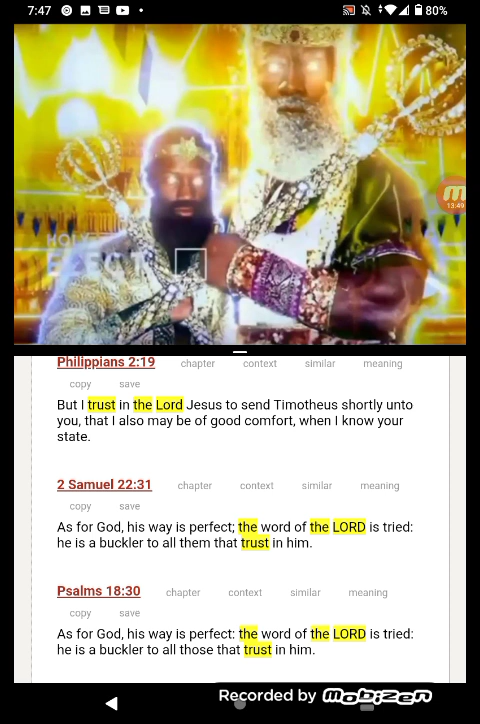 7:47
80%
13:49
HOLY
ELECT
Philippians 2:19 chapter context similar meaning
copy save
But I trust in the Lord Jesus to send Timotheus shortly unto
you, that I also may be of good comfort, when I know your
state.
2 Samuel 22:31 chapter context similar meaning
copy save
As for God, his way is perfect; the word of the LORD is tried:
he is a buckler to all them that trust in him.
Psalms 18:30 chapter context similar meaning
copy save
As for God, his way is perfect: the word of the LORD is tried:
he is a buckler to all those that trust in him.
Recorded by Mobizen